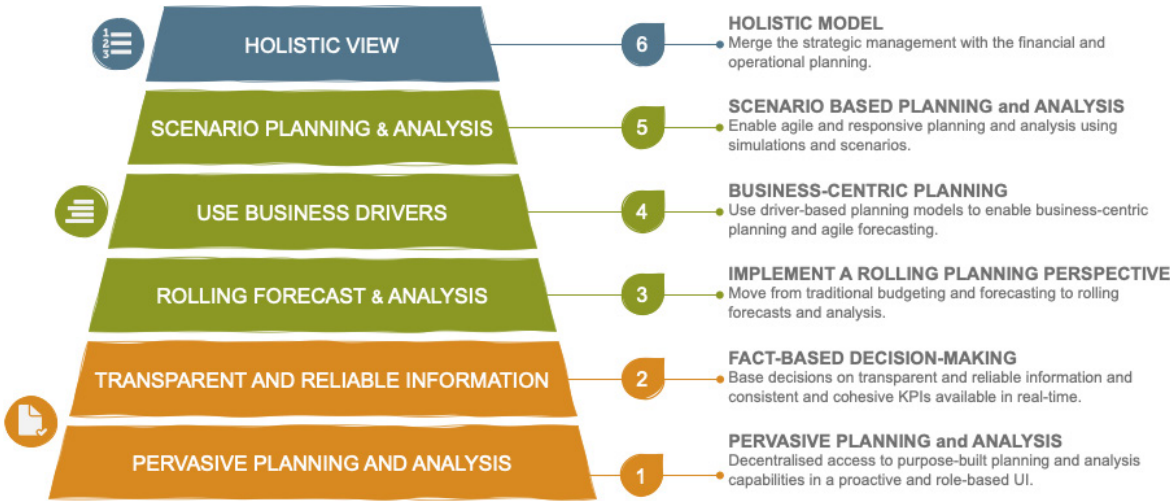 1
2
3
HOLISTIC VIEW
6
HOLISTIC MODEL
Merge the strategic management with the financial and
operational planning.
SCENARIO PLANNING & ANALYSIS
5
SCENARIO BASED PLANNING and ANALYSIS
Enable agile and responsive planning and analysis using
simulations and scenarios.
USE BUSINESS DRIVERS
4
BUSINESS-CENTRIC PLANNING
Use driver-based planning models to enable business-centric
planning and agile forecasting.
ROLLING FORECAST & ANALYSIS
3
IMPLEMENT A ROLLING PLANNING PERSPECTIVE
Move from traditional budgeting and forecasting to rolling
forecasts and analysis.
TRANSPARENT AND RELIABLE INFORMATION
2
FACT-BASED DECISION-MAKING
Base decisions on transparent and reliable information and
consistent and cohesive KPIs available in real-time.
PERVASIVE PLANNING AND ANALYSIS
1
PERVASIVE PLANNING and ANALYSIS
Decentralised access to purpose-built planning and analysis
capabilities in a proactive and role-based UI.